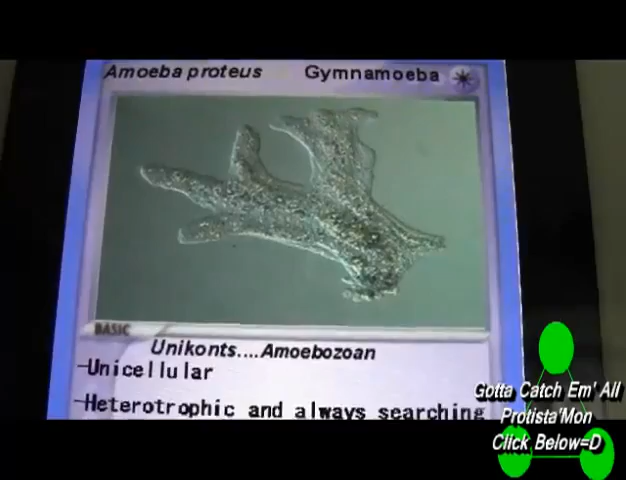 Amoeba proteus Gymnamoeba
BASIC
Unikonts....Amoebozoan
-Unicellular
-Heterotrophic and always searching
Gotta Catch Em' All
Protista'Mon
Click Below=D